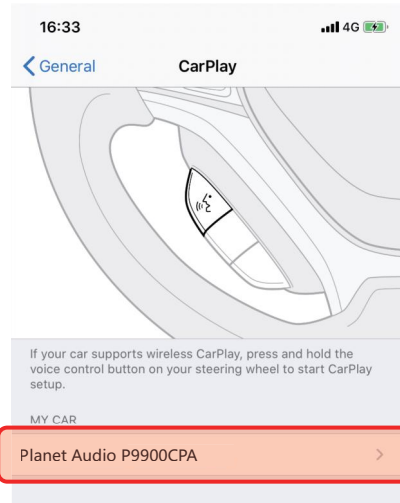 16:33 4G
General CarPlay
If your car supports wireless CarPlay, press and hold the
voice control button on your steering wheel to start CarPlay
setup.
MY CAR
Planet Audio P9900CPA